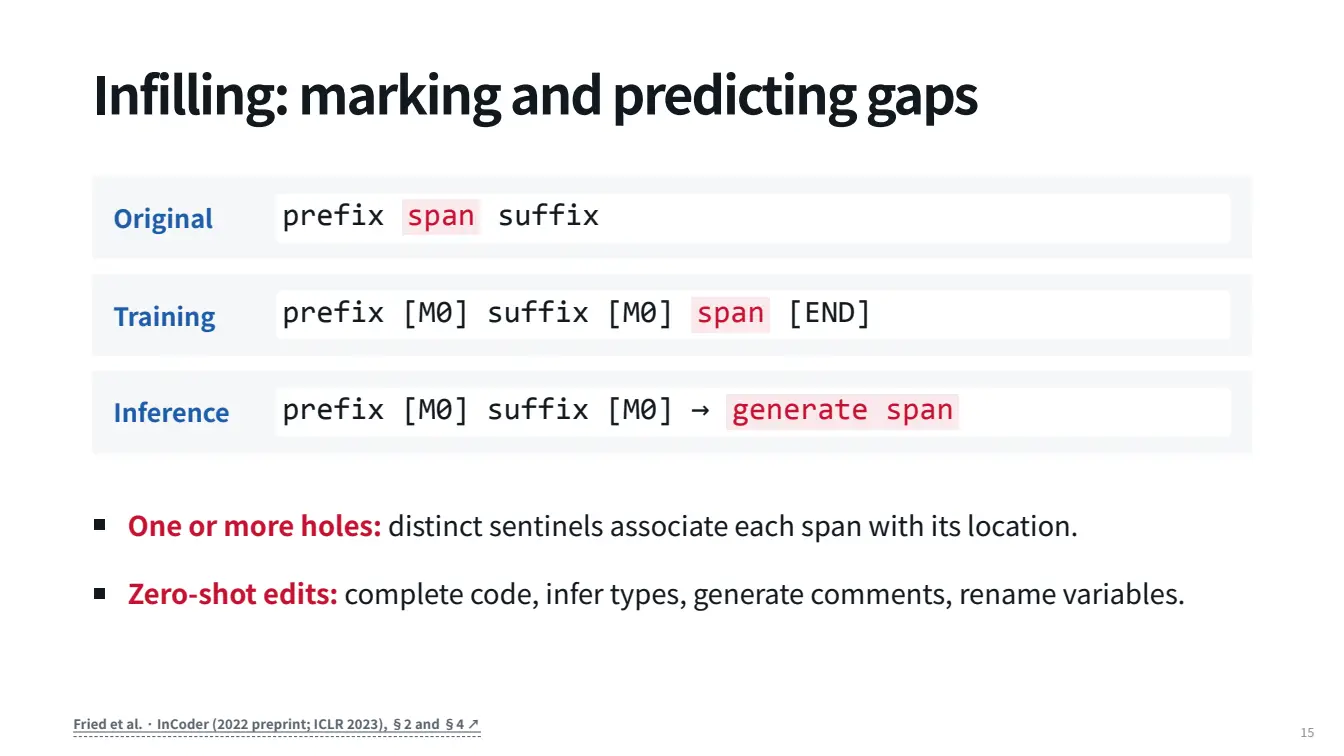 Infilling: marking and predicting gaps
Original
prefix span suffix
Training
prefix [M0] suffix [M0] span [END]
Inference
prefix [M0] suffix [M0] → generate span
▪ One or more holes: distinct sentinels associate each span with its location.
▪ Zero-shot edits: complete code, infer types, generate comments, rename variables.
Fried et al. · InCoder (2022 preprint; ICLR 2023), §2 and §4 ↗
15